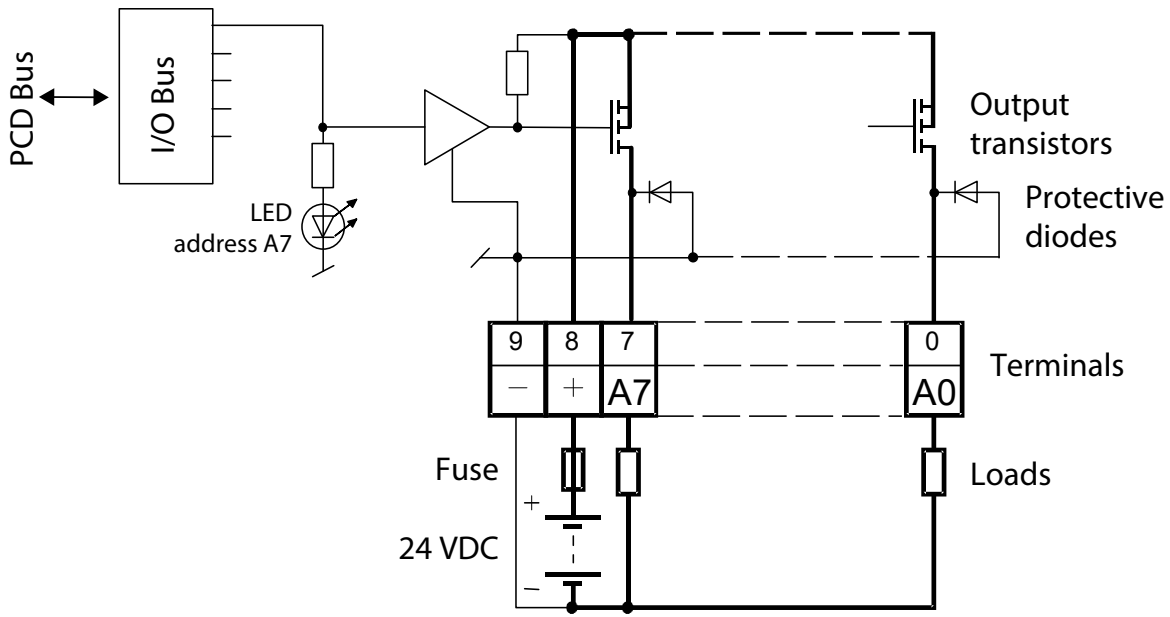 PCD Bus
I/O Bus
LED
address A7
Output
transistors
Protective
diodes
9 8 7 0
− + A7 A0
Terminals
Fuse
Loads
+
24 VDC
−